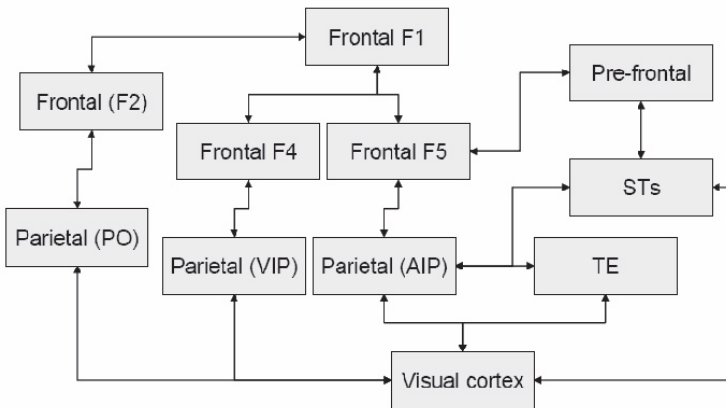 Frontal F1
Pre-frontal
Frontal (F2)
Frontal F4
Frontal F5
STs
Parietal (PO)
Parietal (VIP)
Parietal (AIP)
TE
Visual cortex